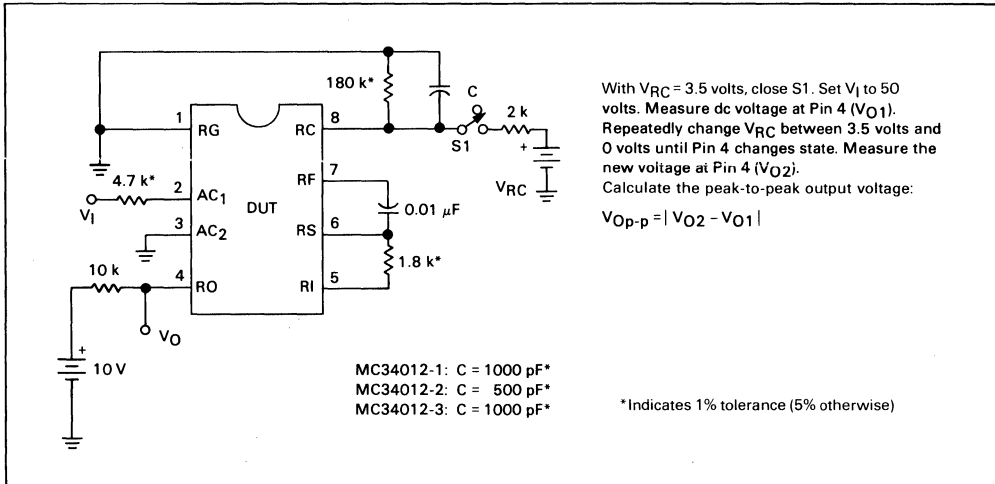 180 k*
C
2 k
1
RG
RC
8
S1
+
VRC
7
RF
4.7 k*
2
AC1
VI
DUT
0.01 μF
3
AC2
RS
6
1.8 k*
10 k
4
RO
RI
5
VO
+
10 V
With VRC = 3.5 volts, close S1. Set VI to 50
volts. Measure dc voltage at Pin 4 (VO1).
Repeatedly change VRC between 3.5 volts and
0 volts until Pin 4 changes state. Measure the
new voltage at Pin 4 (VO2).
Calculate the peak-to-peak output voltage:
VOp-p = | VO2 – VO1 |
MC34012-1: C = 1000 pF*
MC34012-2: C = 500 pF*
MC34012-3: C = 1000 pF*
*Indicates 1% tolerance (5% otherwise)